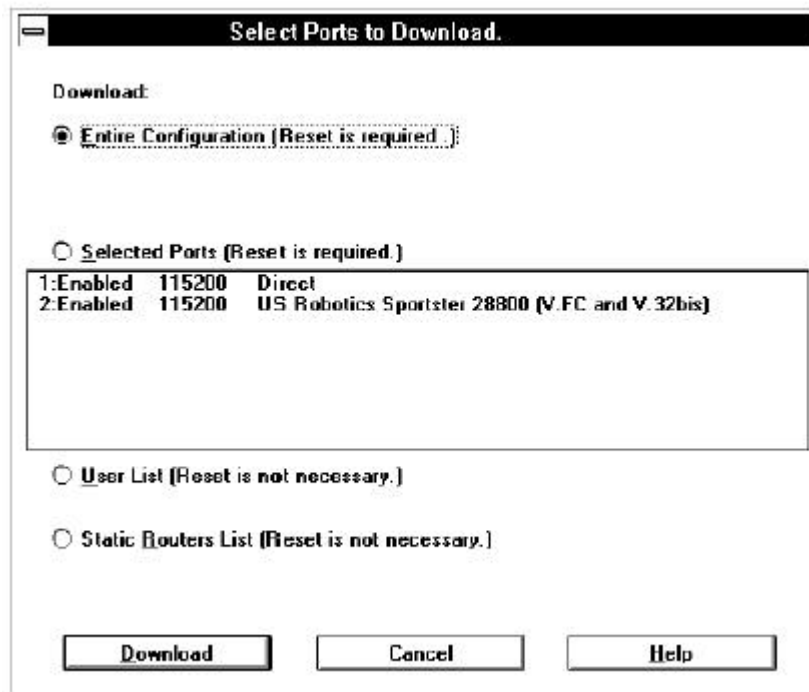 Select Ports to Download.
Download:
Entire Configuration (Reset is required .)
Selected Ports (Reset is required.)
1:Enabled 115200 Direct
2:Enabled 115200 US Robotics Sportster 28800 (V.FC and V.32bis)
User List (Reset is not necessary.)
Static Routers List (Reset is not necessary.)
Download Cancel Help